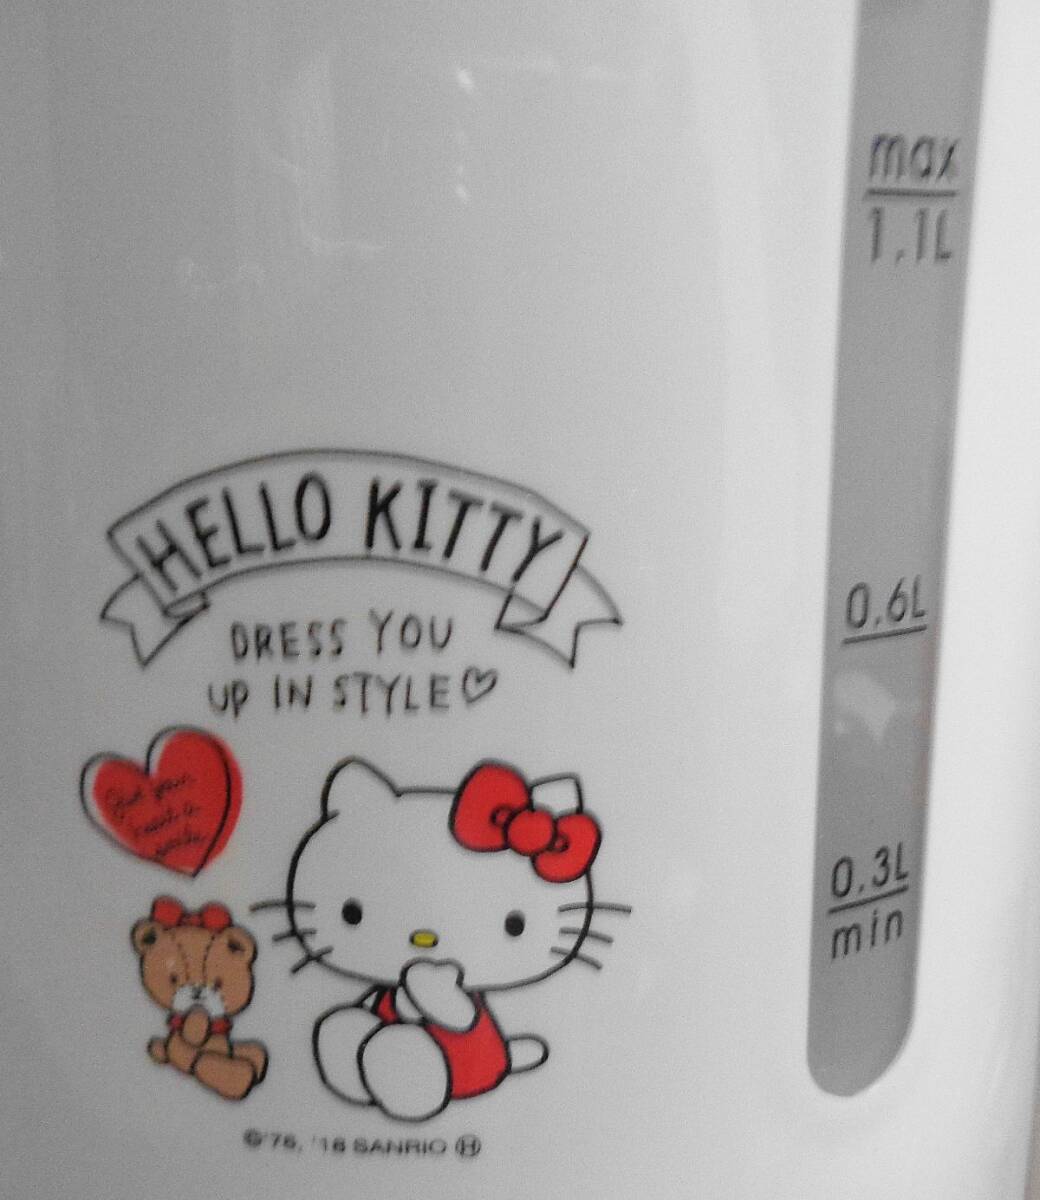 max
1.1L
HELLO KITTY
DRESS YOU
UP IN STYLE♡
0.6L
0.3L
min
©'76, '16 SANRIO Ⓗ